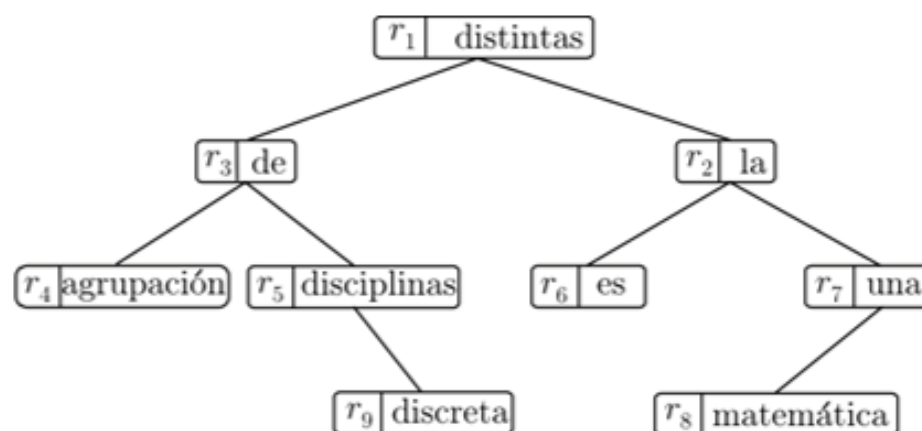 r₁ distintas
r₃ de r₂ la
r₄ agrupación r₅ disciplinas r₆ es r₇ una
r₉ discreta r₈ matemática